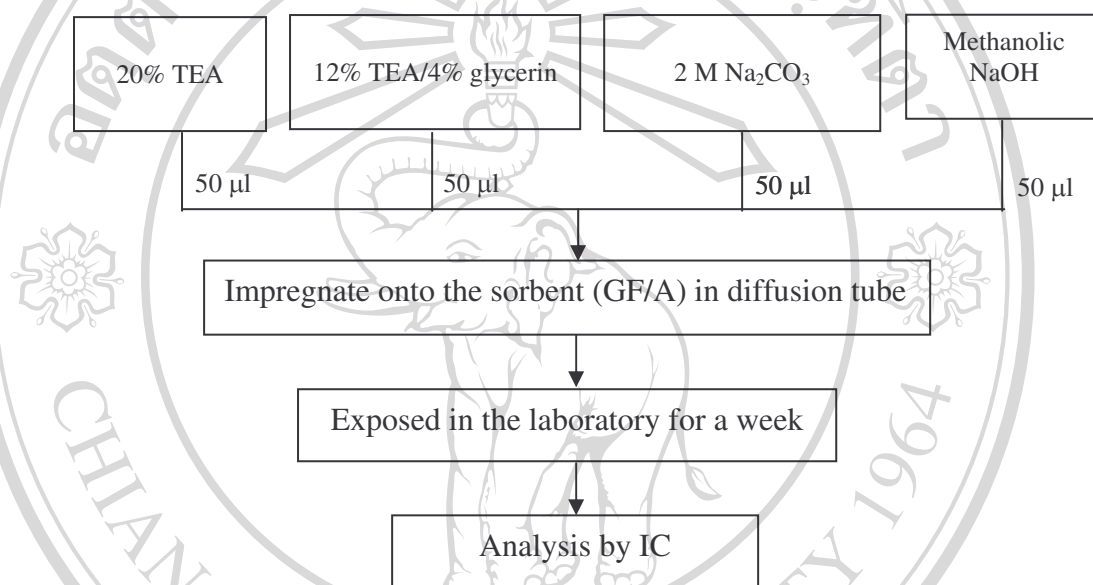 20% TEA
12% TEA/4% glycerin
2 M Na₂CO₃
Methanolic
NaOH
50 µl
50 µl
50 µl
50 µl
Impregnate onto the sorbent (GF/A) in diffusion tube
Exposed in the laboratory for a week
Analysis by IC
1964